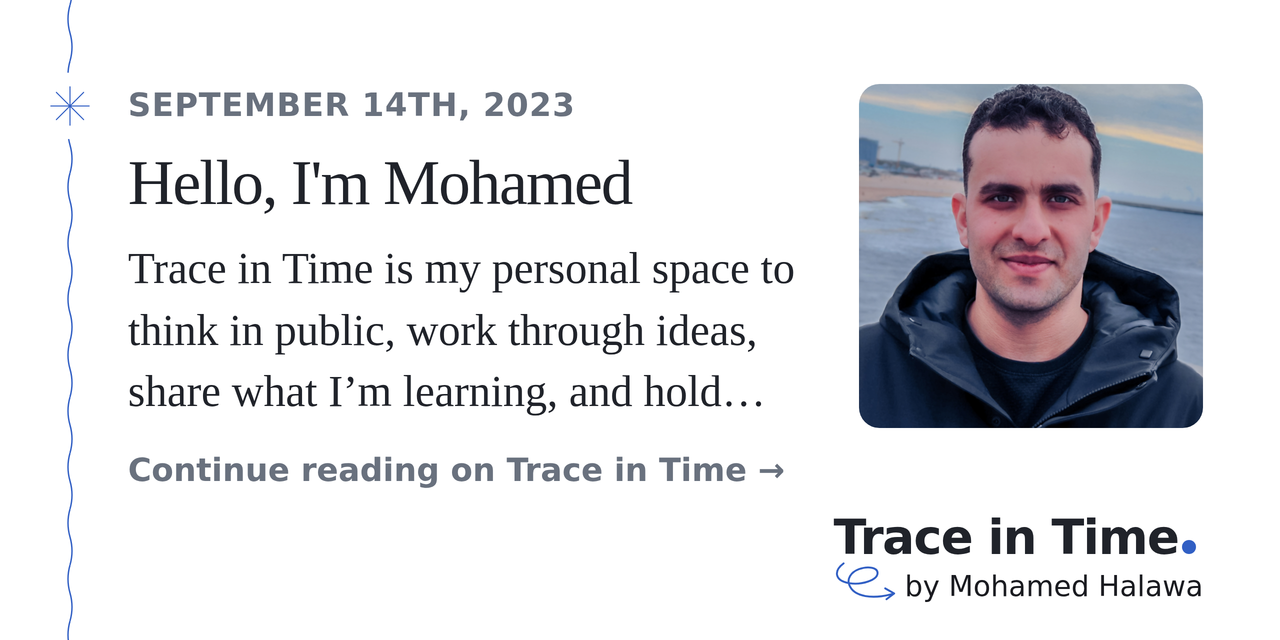 SEPTEMBER 14TH, 2023
Hello, I'm Mohamed
Trace in Time is my personal space to
think in public, work through ideas,
share what I’m learning, and hold…
Continue reading on Trace in Time →
Trace in Time.
by Mohamed Halawa